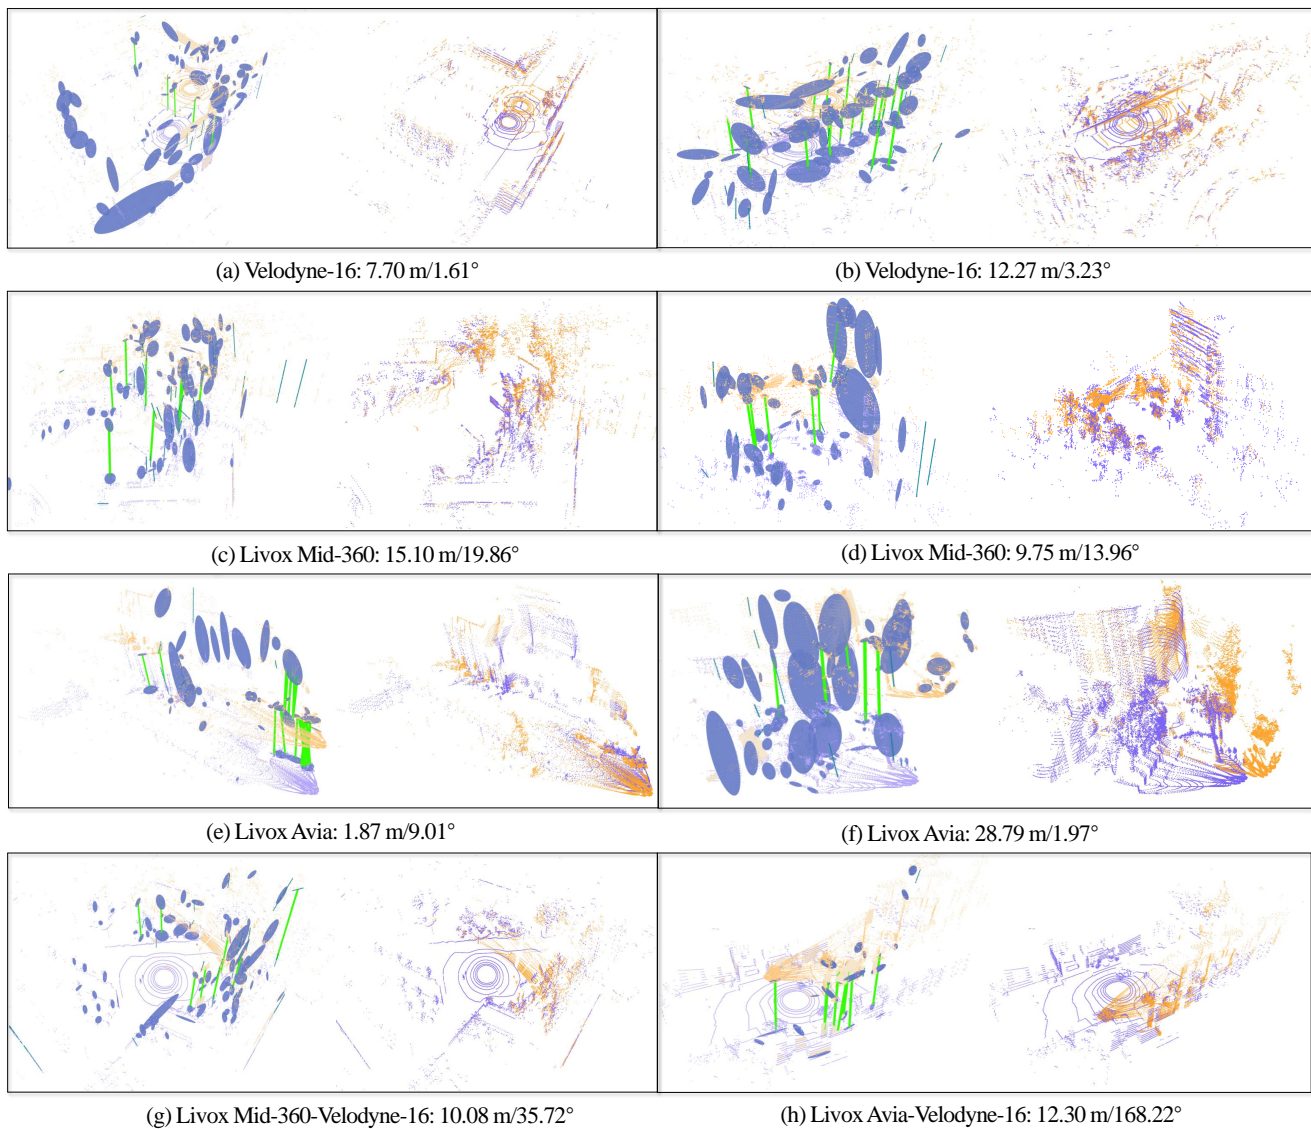 (a) Velodyne-16: 7.70 m/1.61°
(b) Velodyne-16: 12.27 m/3.23°
(c) Livox Mid-360: 15.10 m/19.86°
(d) Livox Mid-360: 9.75 m/13.96°
(e) Livox Avia: 1.87 m/9.01°
(f) Livox Avia: 28.79 m/1.97°
(g) Livox Mid-360-Velodyne-16: 10.08 m/35.72°
(h) Livox Avia-Velodyne-16: 12.30 m/168.22°